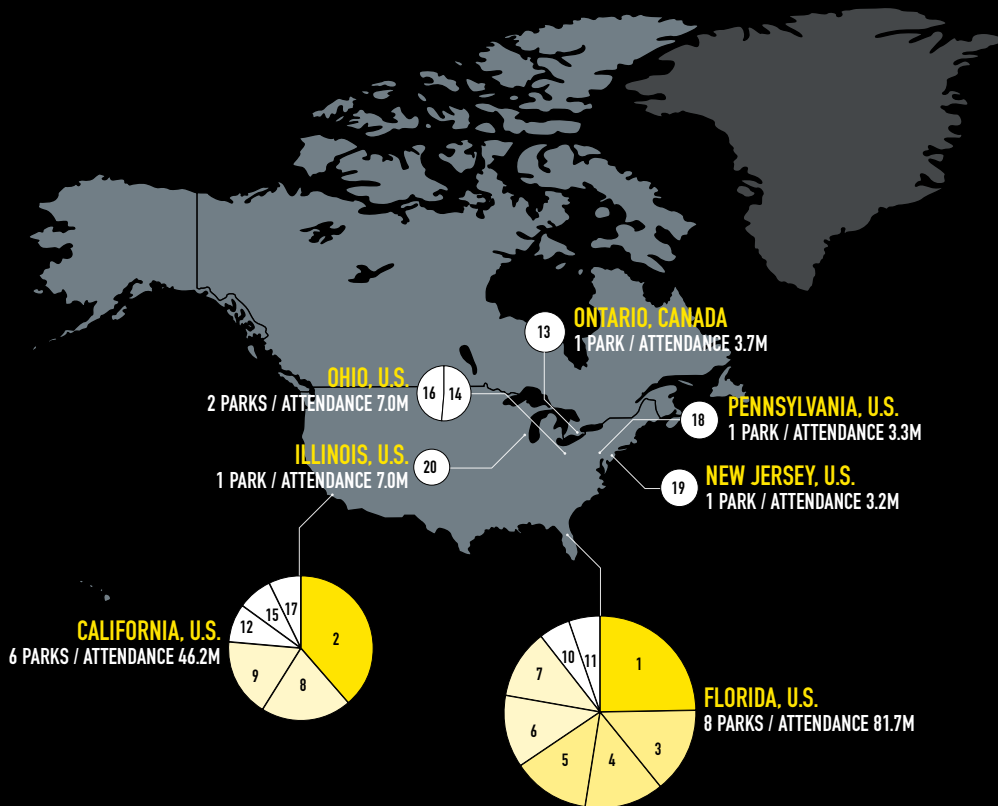 13
ONTARIO, CANADA
1 PARK / ATTENDANCE 3.7M
OHIO, U.S.
2 PARKS / ATTENDANCE 7.0M
16 14
18
PENNSYLVANIA, U.S.
1 PARK / ATTENDANCE 3.3M
ILLINOIS, U.S.
1 PARK / ATTENDANCE 7.0M
20
19
NEW JERSEY, U.S.
1 PARK / ATTENDANCE 3.2M
CALIFORNIA, U.S.
6 PARKS / ATTENDANCE 46.2M
2
8
9
12
15
17
FLORIDA, U.S.
8 PARKS / ATTENDANCE 81.7M
1
3
4
5
6
7
10
11